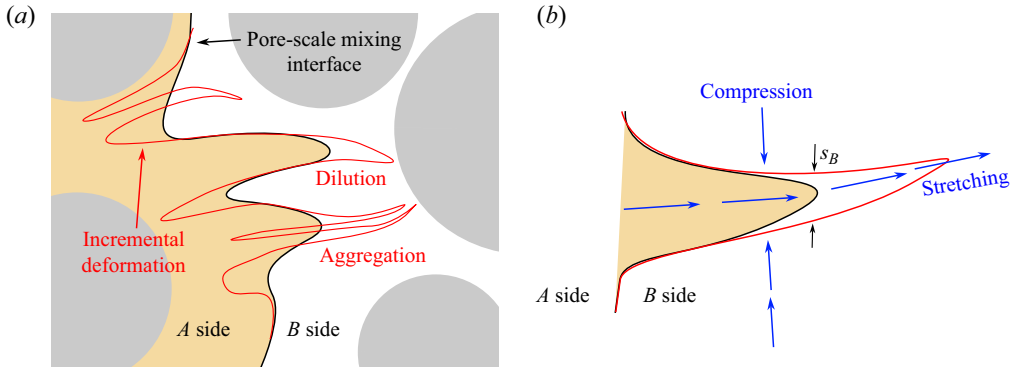 (a)
Pore-scale mixing
interface
Dilution
Incremental
deformation
Aggregation
A side
B side
(b)
Compression
s_B
Stretching
A side
B side